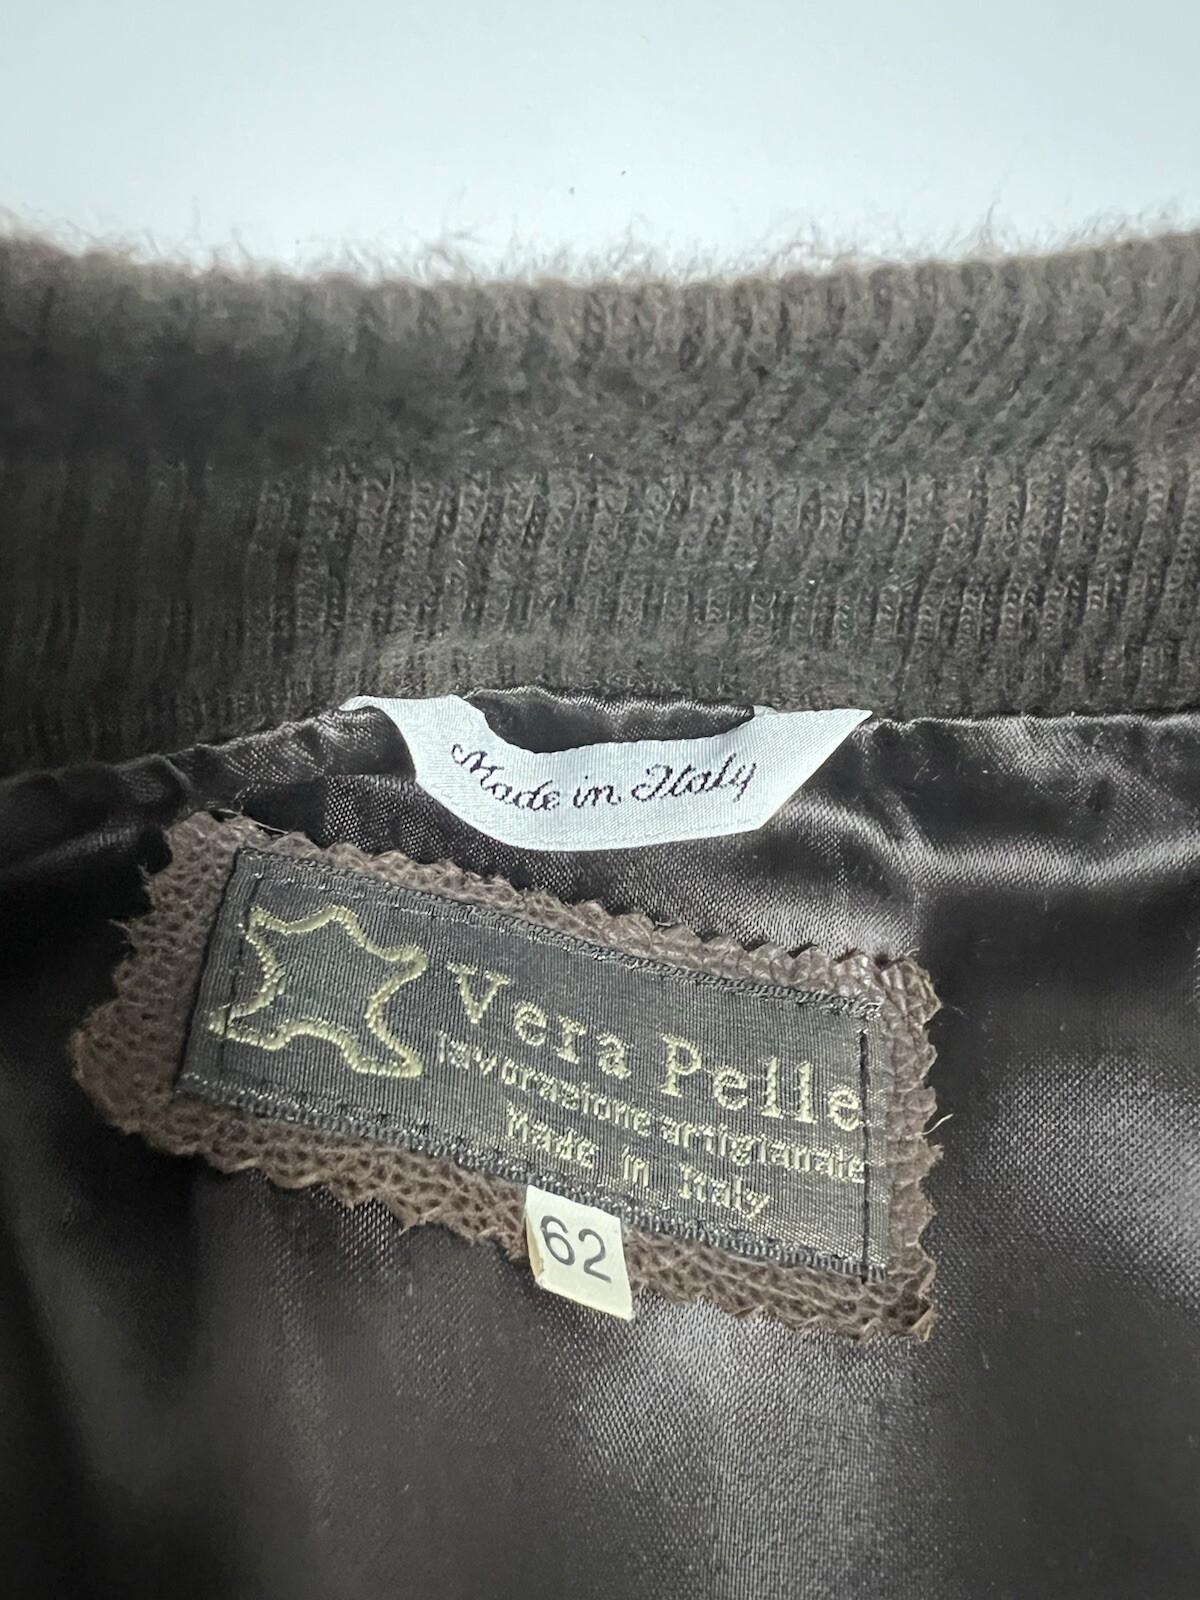 Made in Italy
Vera Pelle
lavorazione artigianale
Made in Italy
62